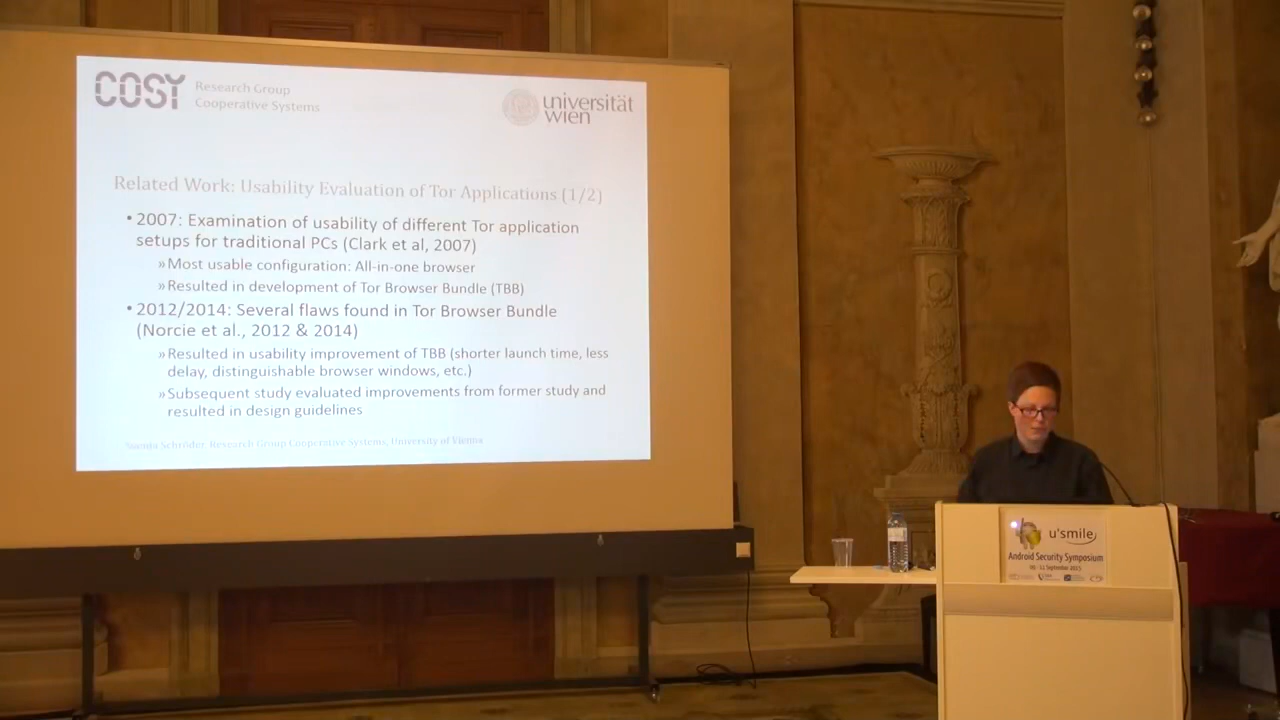 COSY
Research Group
Cooperative Systems
universität
wien
Related Work: Usability Evaluation of Tor Applications (1/2)
• 2007: Examination of usability of different Tor application
setups for traditional PCs (Clark et al, 2007)
» Most usable configuration: All-in-one browser
» Resulted in development of Tor Browser Bundle (TBB)
• 2012/2014: Several flaws found in Tor Browser Bundle
(Norcie et al., 2012 & 2014)
» Resulted in usability improvement of TBB (shorter launch time, less
delay, distinguishable browser windows, etc.)
» Subsequent study evaluated improvements from former study and
resulted in design guidelines
Schröder, Research Group Cooperative Systems, University of Vienna
u'smile
Android Security Symposium
09 - 11 September 2015